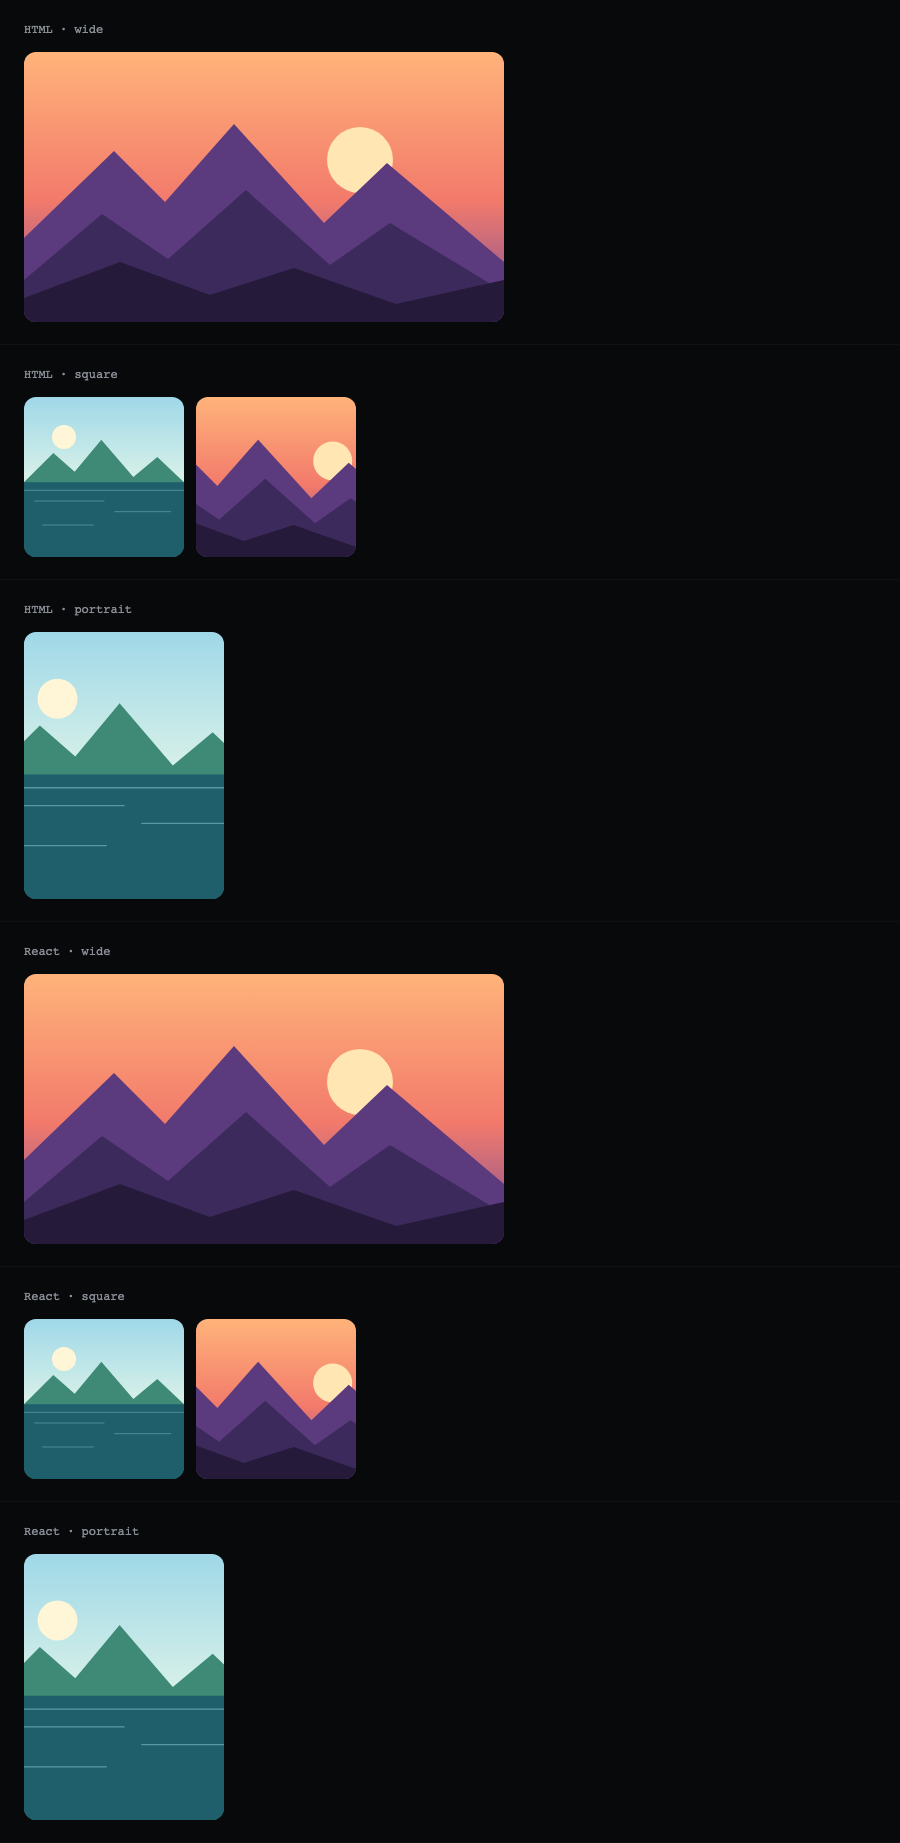 HTML · wide
HTML · square
HTML · portrait
React · wide
React · square
React · portrait